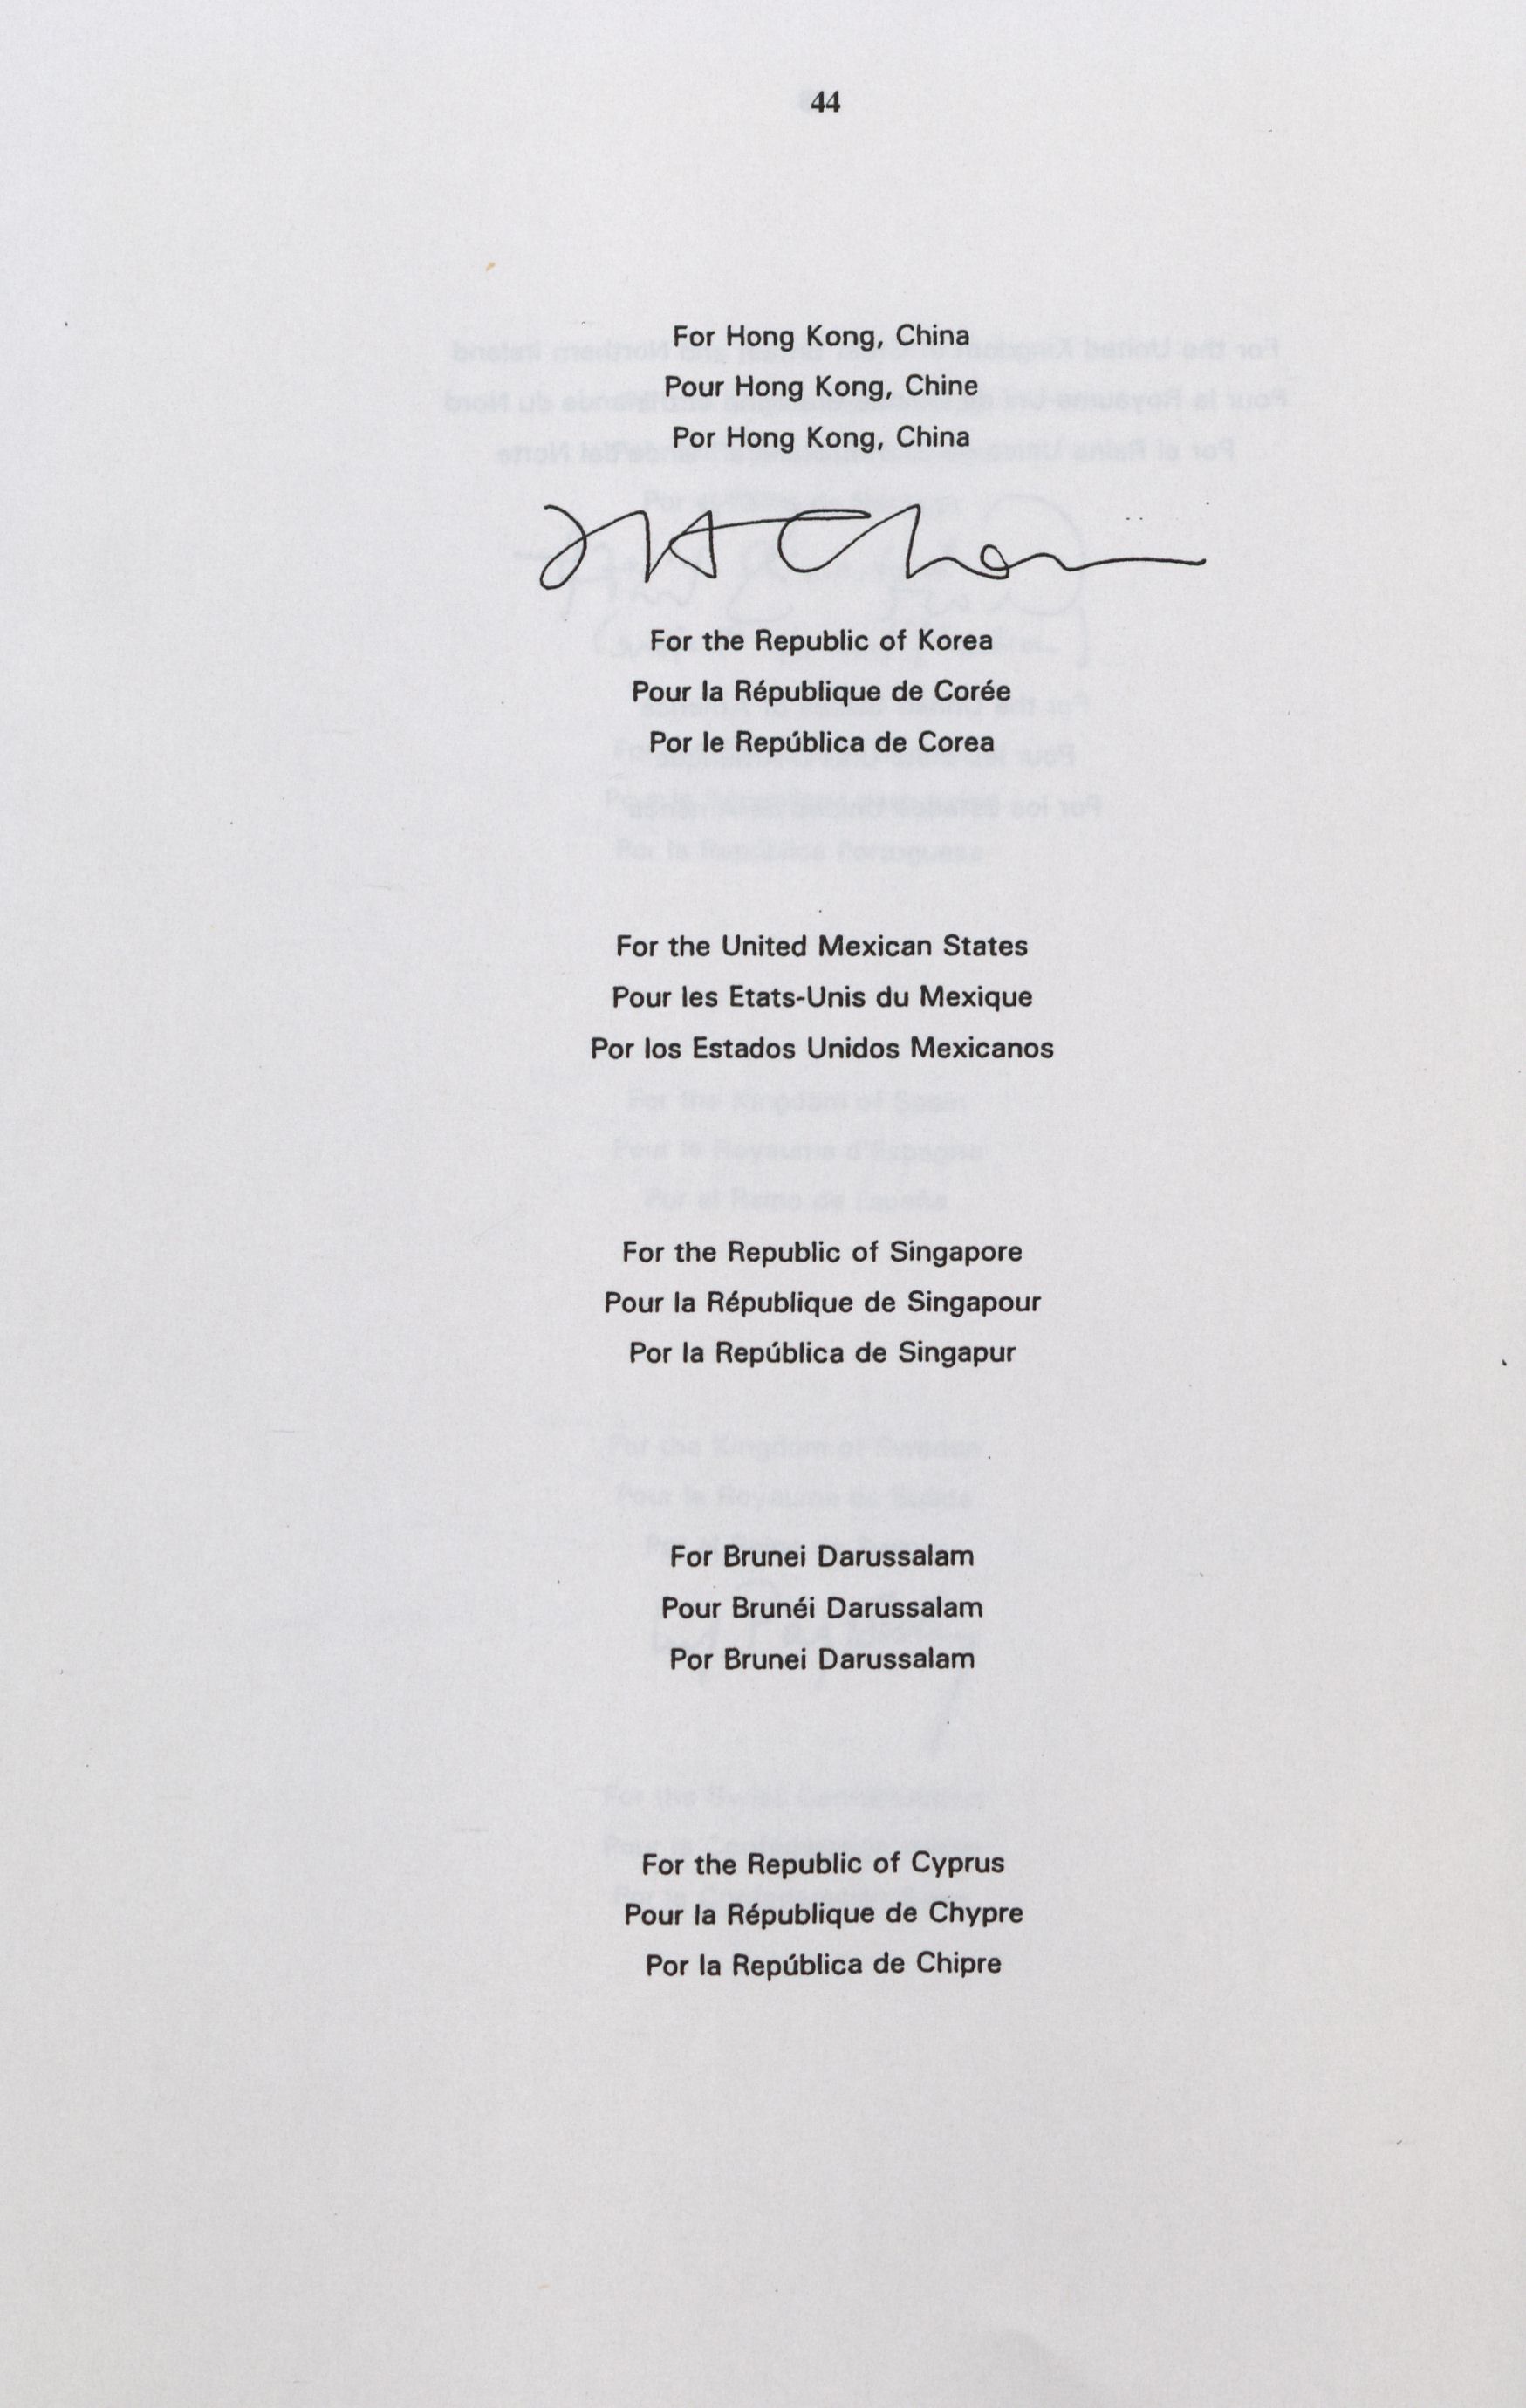 44
For Hong Kong, China
Pour Hong Kong, Chine
Por Hong Kong, China
For the Republic of Korea
Pour la République de Corée
Por le República de Corea
For the United Mexican States
Pour les Etats-Unis du Mexique
Por los Estados Unidos Mexicanos
For the Republic of Singapore
Pour la République de Singapour
Por la República de Singapur
For Brunei Darussalam
Pour Brunéi Darussalam
Por Brunei Darussalam
For the Republic of Cyprus
Pour la République de Chypre
Por la República de Chipre